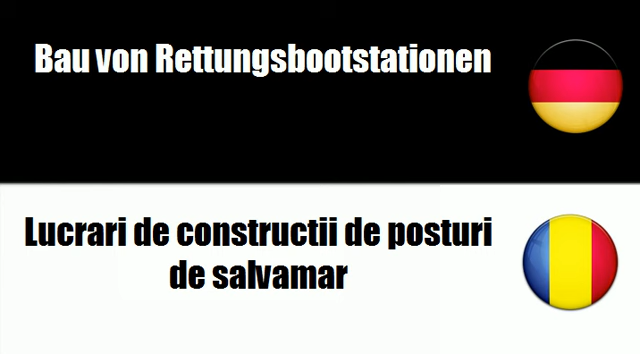 Bau von Rettungsbootstationen
Lucrari de constructii de posturi
de salvamar